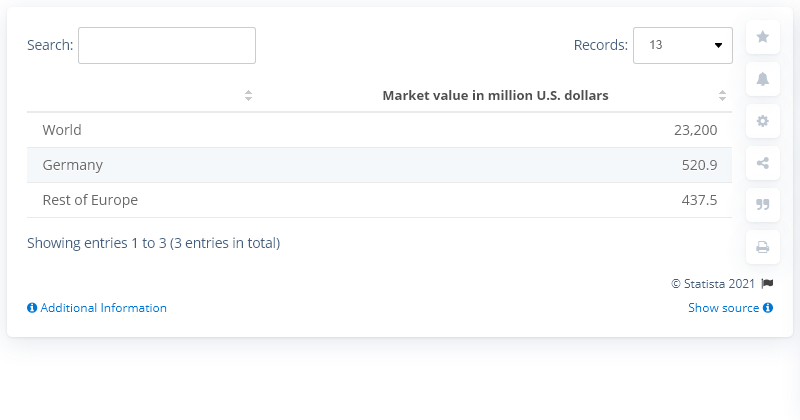 Search:
Records: 13
Market value in million U.S. dollars
World 23,200
Germany 520.9
Rest of Europe 437.5
Showing entries 1 to 3 (3 entries in total)
© Statista 2021
Additional Information Show source